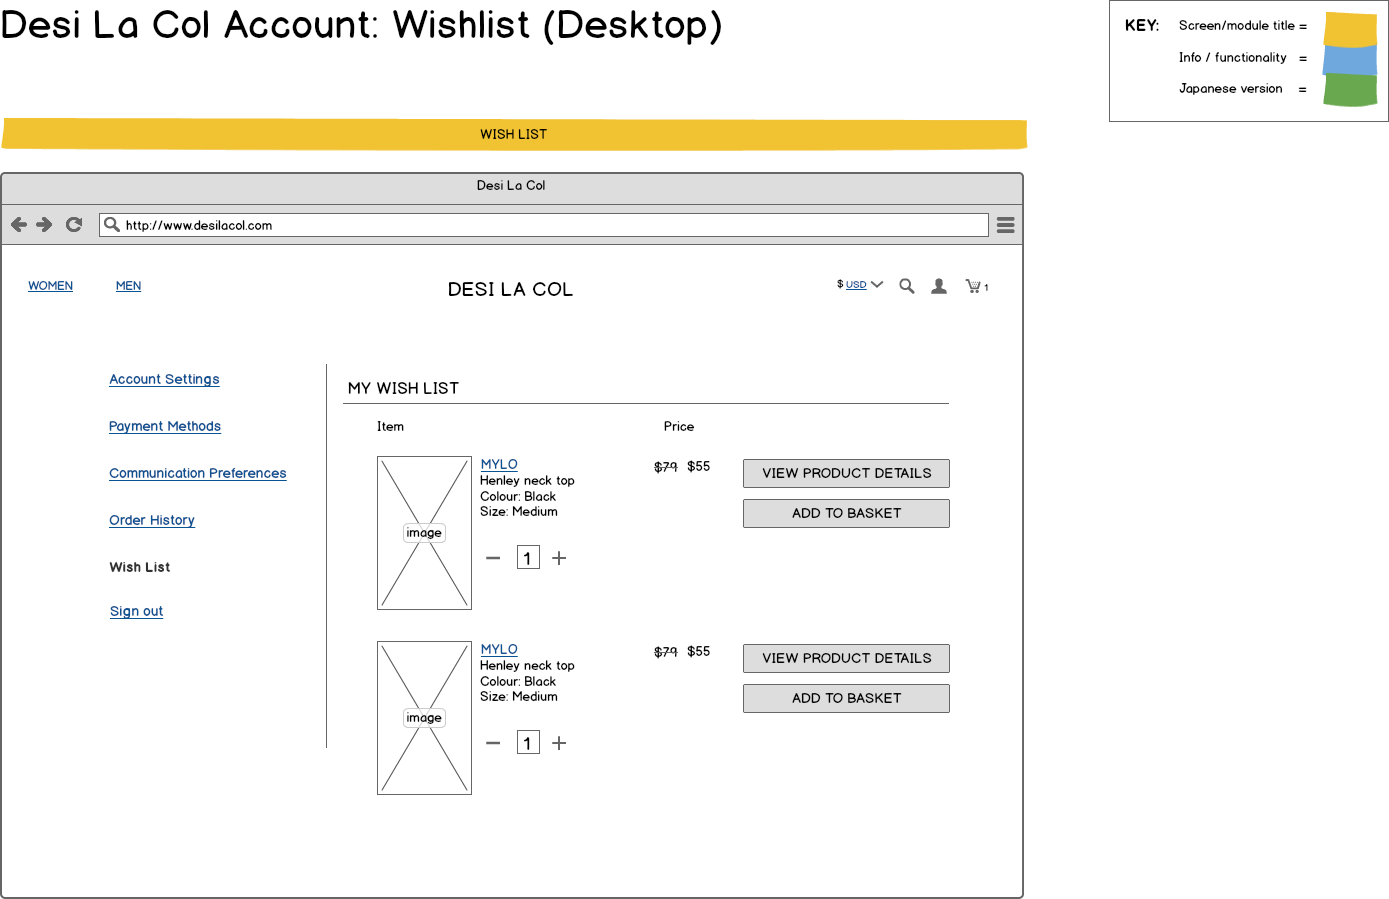 Desi La Col Account: Wishlist (Desktop)
KEY:
Screen/module title =
Info / functionality =
Japanese version =
WISH LIST
Desi La Col
http://www.desilacol.com
WOMEN
MEN
DESI LA COL
$ USD
1
Account Settings
Payment Methods
Communication Preferences
Order History
Wish List
Sign out
MY WISH LIST
Item
Price
image
MYLO
Henley neck top
Colour: Black
Size: Medium
1
$79 $55
VIEW PRODUCT DETAILS
ADD TO BASKET
image
MYLO
Henley neck top
Colour: Black
Size: Medium
1
$79 $55
VIEW PRODUCT DETAILS
ADD TO BASKET